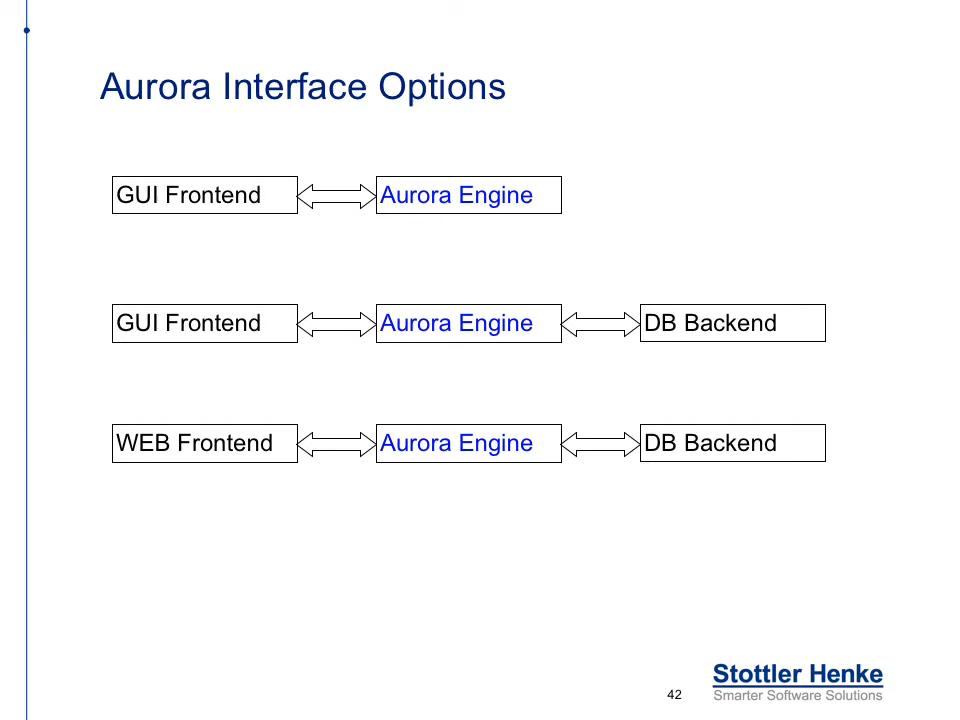 Aurora Interface Options
GUI Frontend Aurora Engine
GUI Frontend Aurora Engine DB Backend
WEB Frontend Aurora Engine DB Backend
42
Stottler Henke
Smarter Software Solutions